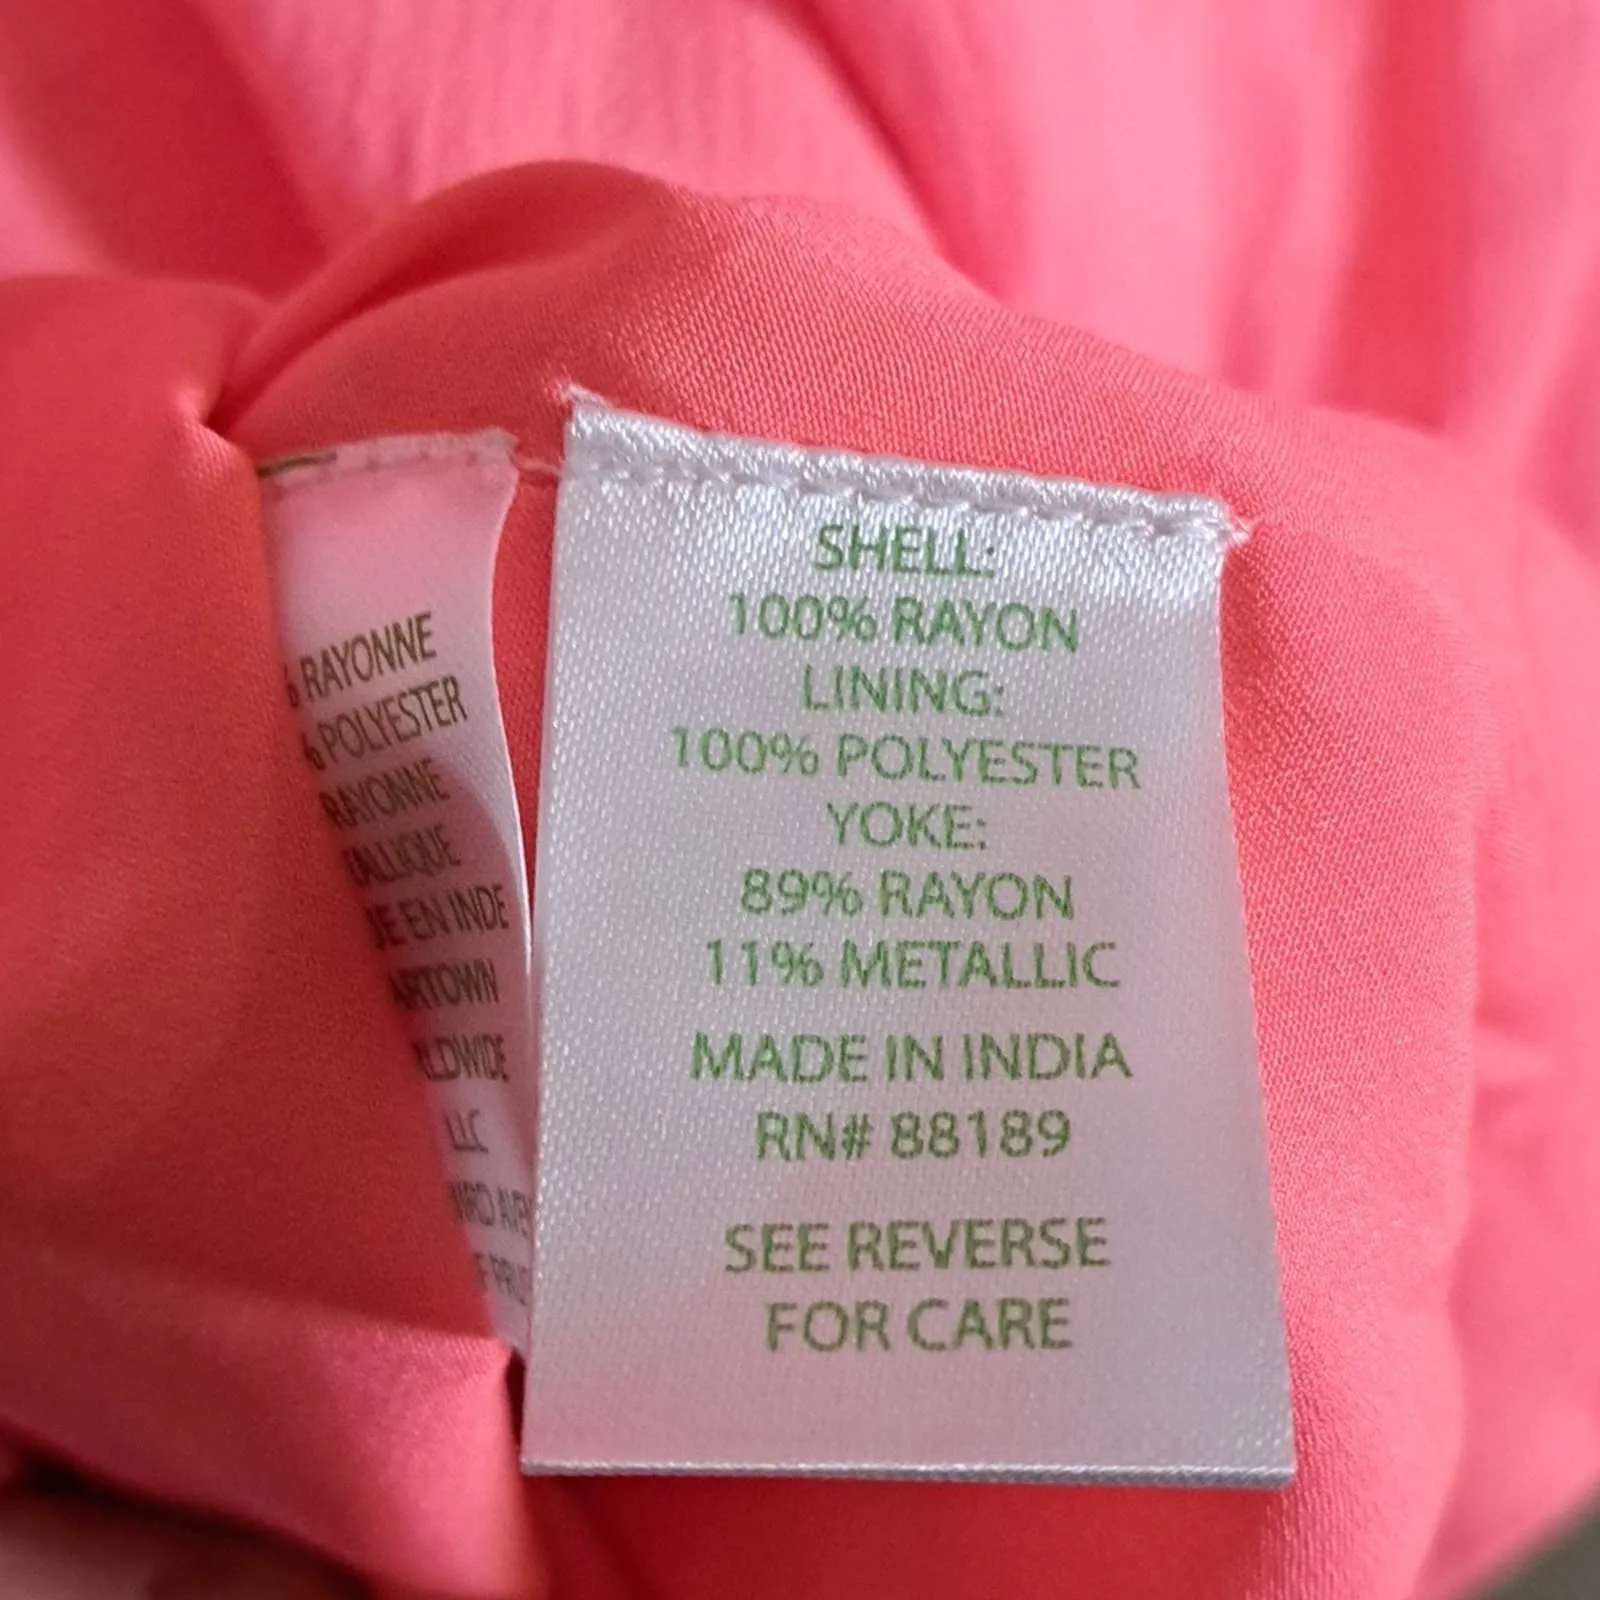 RAYONNE
POLYESTER
RAYONNE
EN INDE
LLC
SHELL:
100% RAYON
LINING:
100% POLYESTER
YOKE:
89% RAYON
11% METALLIC
MADE IN INDIA
RN# 88189
SEE REVERSE
FOR CARE